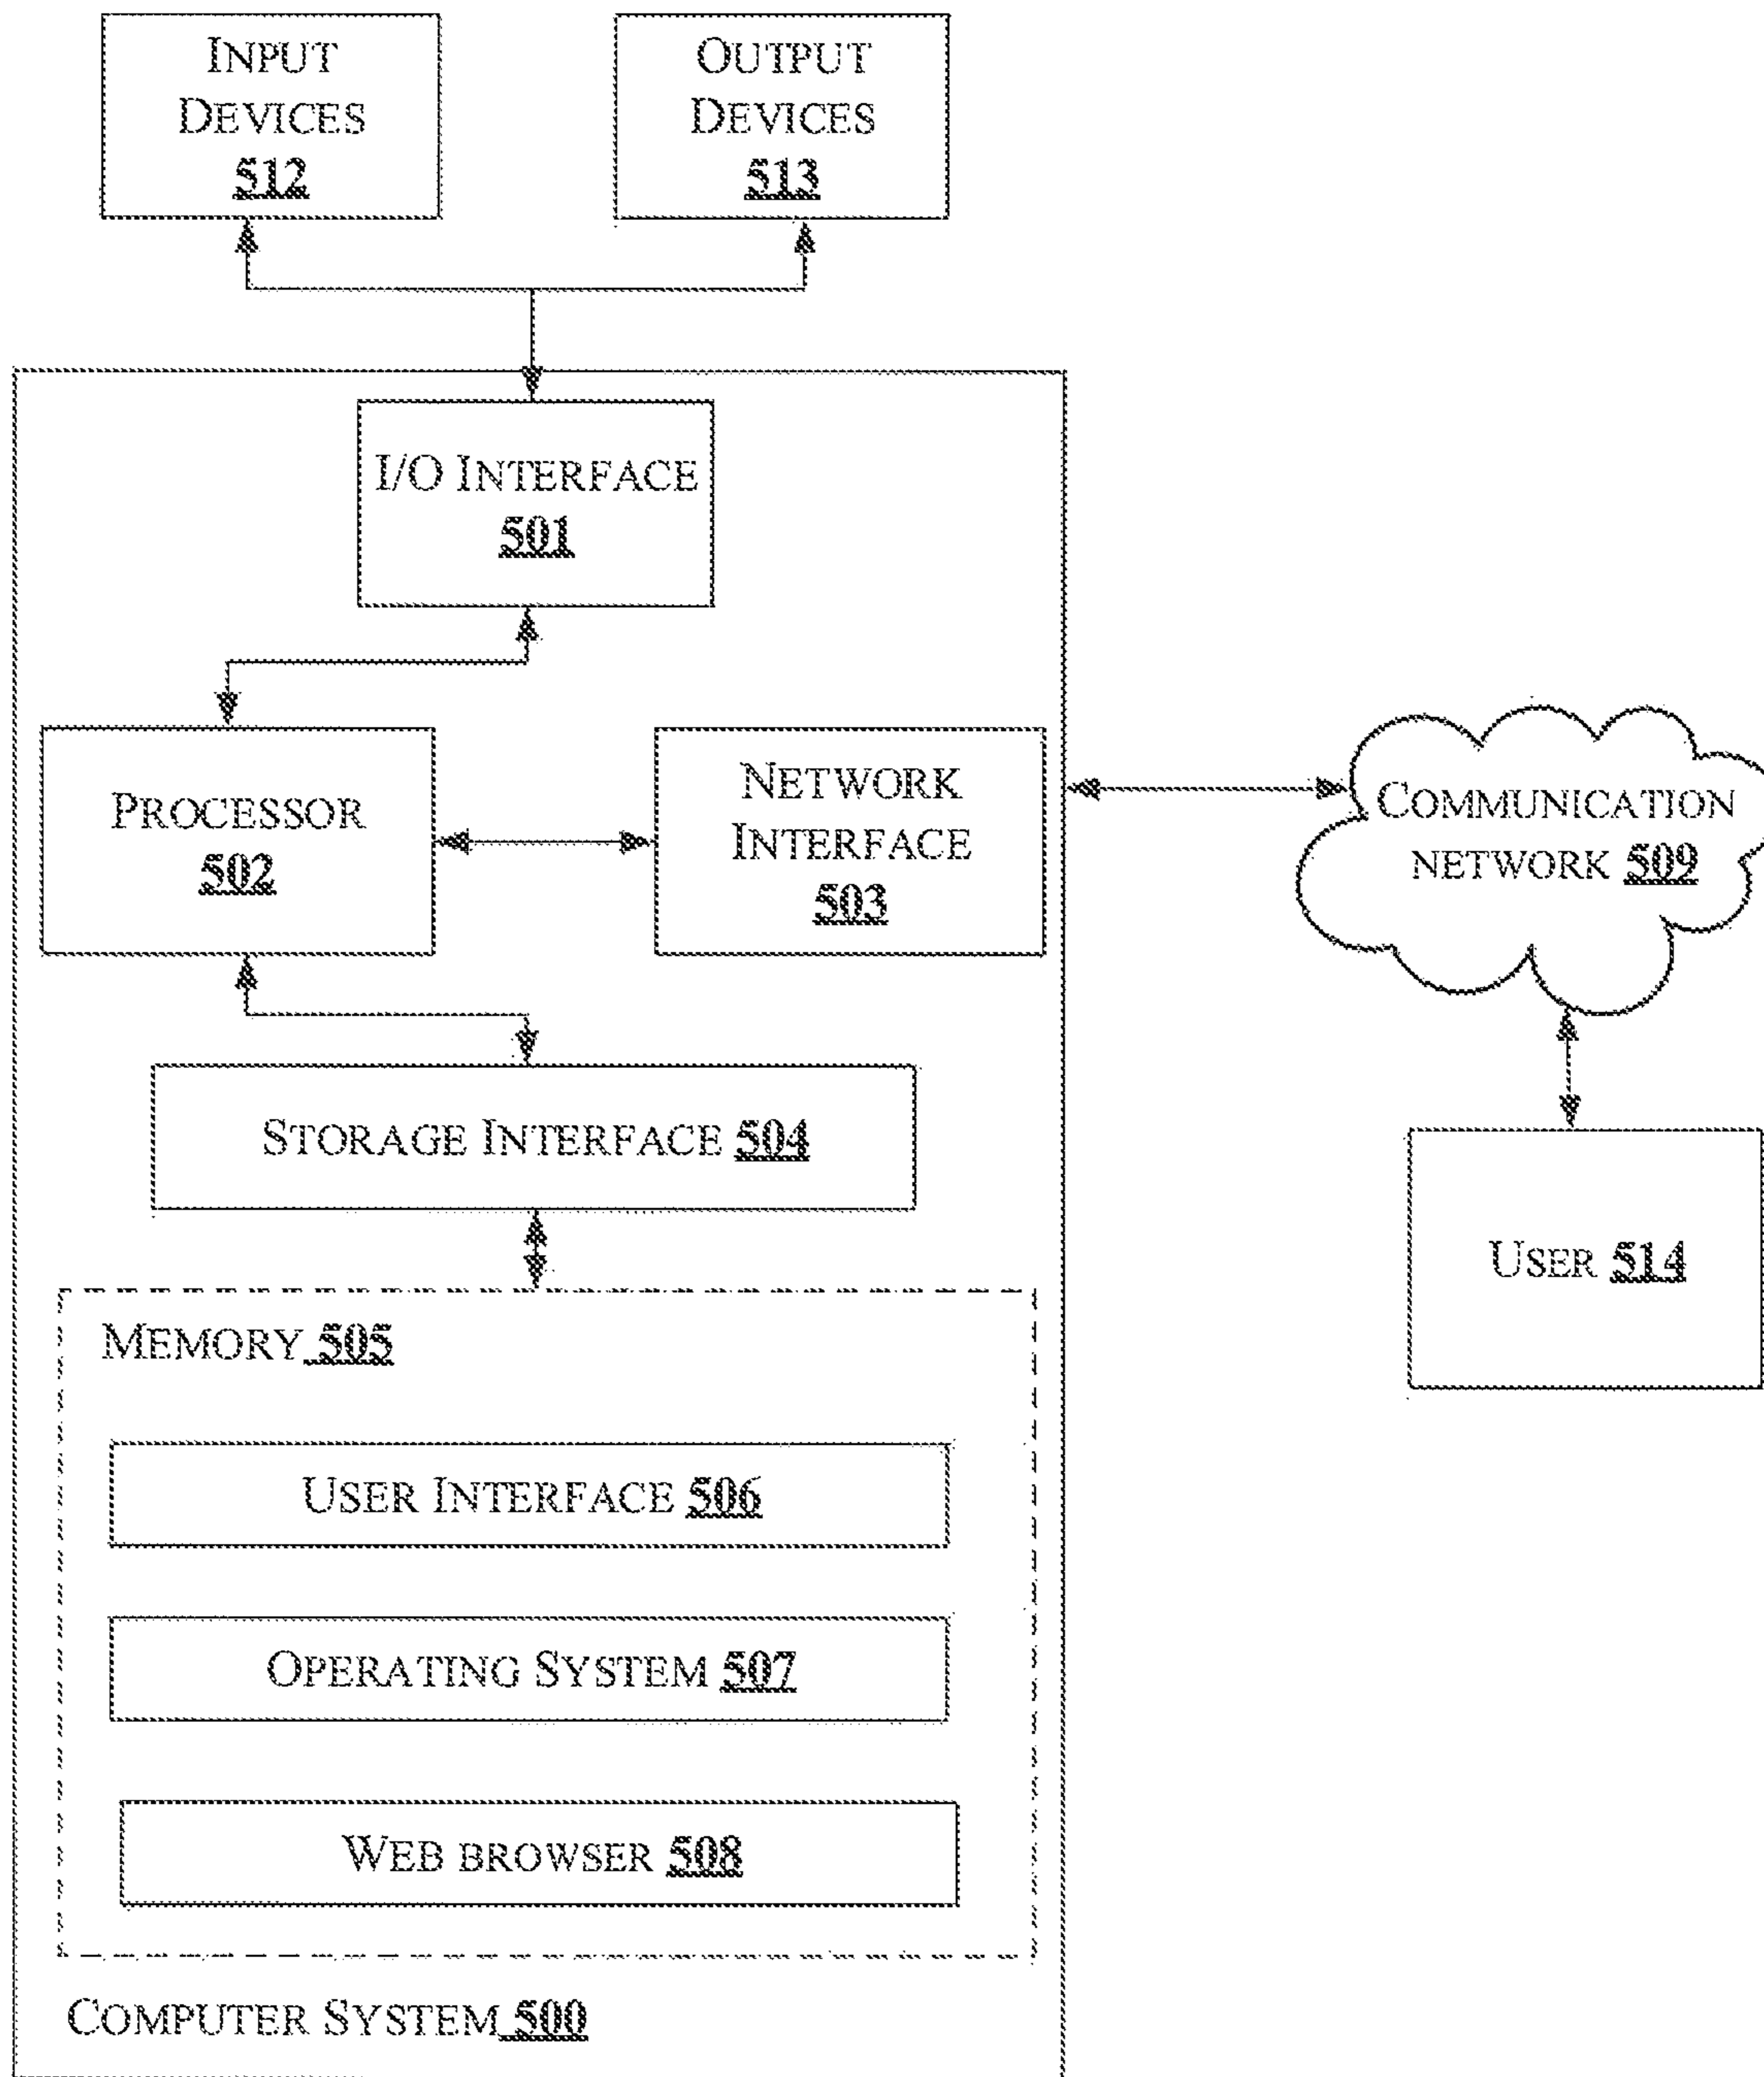 INPUT
DEVICES
512
OUTPUT
DEVICES
513
I/O INTERFACE
501
PROCESSOR
502
NETWORK
INTERFACE
503
COMMUNICATION
NETWORK 509
STORAGE INTERFACE 504
USER 514
MEMORY 505
USER INTERFACE 506
OPERATING SYSTEM 507
WEB BROWSER 508
COMPUTER SYSTEM 500